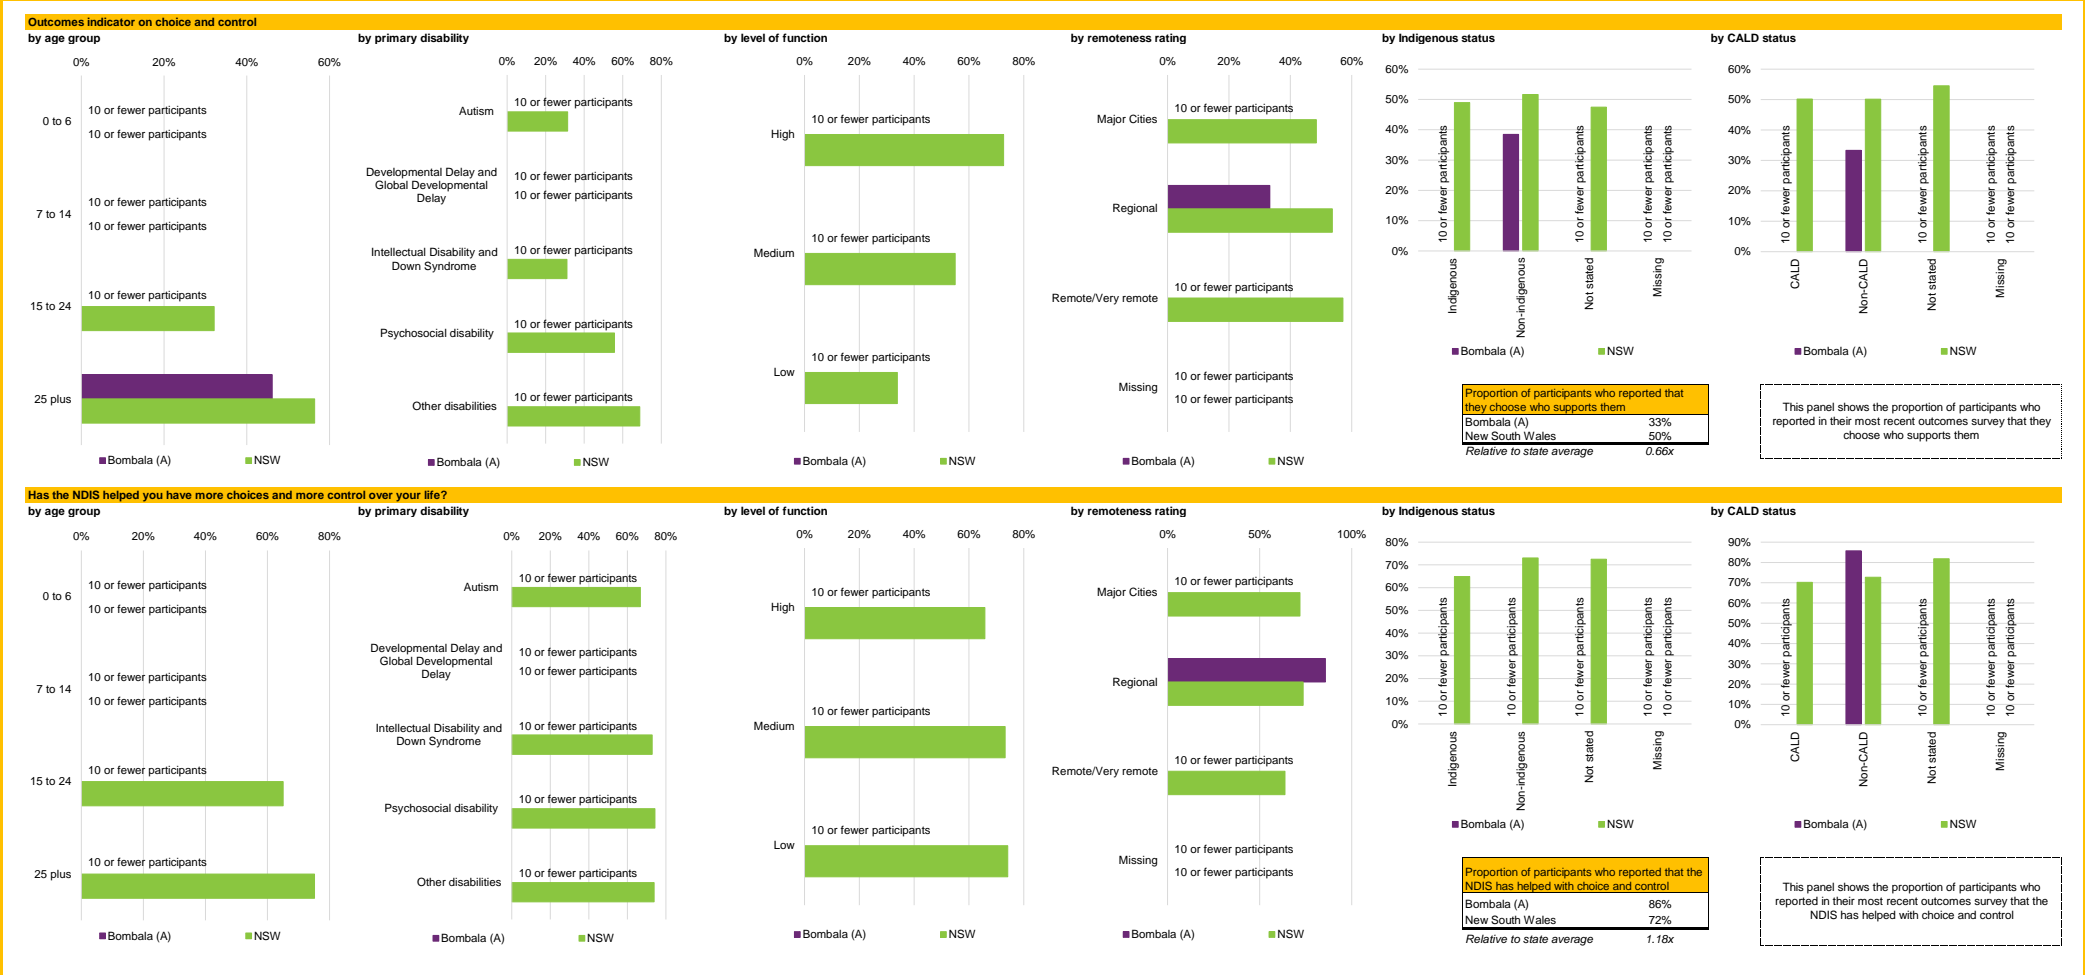 Outcomes indicator on choice and control
by age group
0% 20% 40% 60%
0 to 6
10 or fewer participants
10 or fewer participants
7 to 14
10 or fewer participants
10 or fewer participants
15 to 24
10 or fewer participants
25 plus
Bombala (A) NSW
by primary disability
0% 20% 40% 60% 80%
Autism
10 or fewer participants
Developmental Delay and
Global Developmental
Delay
10 or fewer participants
10 or fewer participants
Intellectual Disability and
Down Syndrome
10 or fewer participants
Psychosocial disability
10 or fewer participants
Other disabilities
10 or fewer participants
Bombala (A) NSW
by level of function
0% 20% 40% 60% 80%
High
10 or fewer participants
Medium
10 or fewer participants
Low
10 or fewer participants
Bombala (A) NSW
by remoteness rating
0% 20% 40% 60%
Major Cities
10 or fewer participants
Regional
Remote/Very remote
10 or fewer participants
Missing
10 or fewer participants
10 or fewer participants
Bombala (A) NSW
by Indigenous status
60%
50%
40%
30%
20%
10%
0%
10 or fewer participants
10 or fewer participants
10 or fewer participants
10 or fewer participants
Indigenous
Non-indigenous
Not stated
Missing
Bombala (A) NSW
by CALD status
60%
50%
40%
30%
20%
10%
0%
10 or fewer participants
10 or fewer participants
10 or fewer participants
10 or fewer participants
CALD
Non-CALD
Not stated
Missing
Bombala (A) NSW
Proportion of participants who reported that
they choose who supports them
Bombala (A) 33%
New South Wales 50%
Relative to state average 0.66x
This panel shows the proportion of participants who
reported in their most recent outcomes survey that they
choose who supports them
Has the NDIS helped you have more choices and more control over your life?
by age group
0% 20% 40% 60% 80%
0 to 6
10 or fewer participants
10 or fewer participants
7 to 14
10 or fewer participants
10 or fewer participants
15 to 24
10 or fewer participants
25 plus
10 or fewer participants
Bombala (A) NSW
by primary disability
0% 20% 40% 60% 80%
Autism
10 or fewer participants
Developmental Delay and
Global Developmental
Delay
10 or fewer participants
10 or fewer participants
Intellectual Disability and
Down Syndrome
10 or fewer participants
Psychosocial disability
10 or fewer participants
Other disabilities
10 or fewer participants
Bombala (A) NSW
by level of function
0% 20% 40% 60% 80%
High
10 or fewer participants
Medium
10 or fewer participants
Low
10 or fewer participants
Bombala (A) NSW
by remoteness rating
0% 50% 100%
Major Cities
10 or fewer participants
Regional
Remote/Very remote
10 or fewer participants
Missing
10 or fewer participants
10 or fewer participants
Bombala (A) NSW
by Indigenous status
80%
70%
60%
50%
40%
30%
20%
10%
0%
10 or fewer participants
10 or fewer participants
10 or fewer participants
10 or fewer participants
10 or fewer participants
Indigenous
Non-indigenous
Not stated
Missing
Bombala (A) NSW
by CALD status
90%
80%
70%
60%
50%
40%
30%
20%
10%
0%
10 or fewer participants
10 or fewer participants
10 or fewer participants
10 or fewer participants
CALD
Non-CALD
Not stated
Missing
Bombala (A) NSW
Proportion of participants who reported that the
NDIS has helped with choice and control
Bombala (A) 86%
New South Wales 72%
Relative to state average 1.18x
This panel shows the proportion of participants who
reported in their most recent outcomes survey that the
NDIS has helped with choice and control